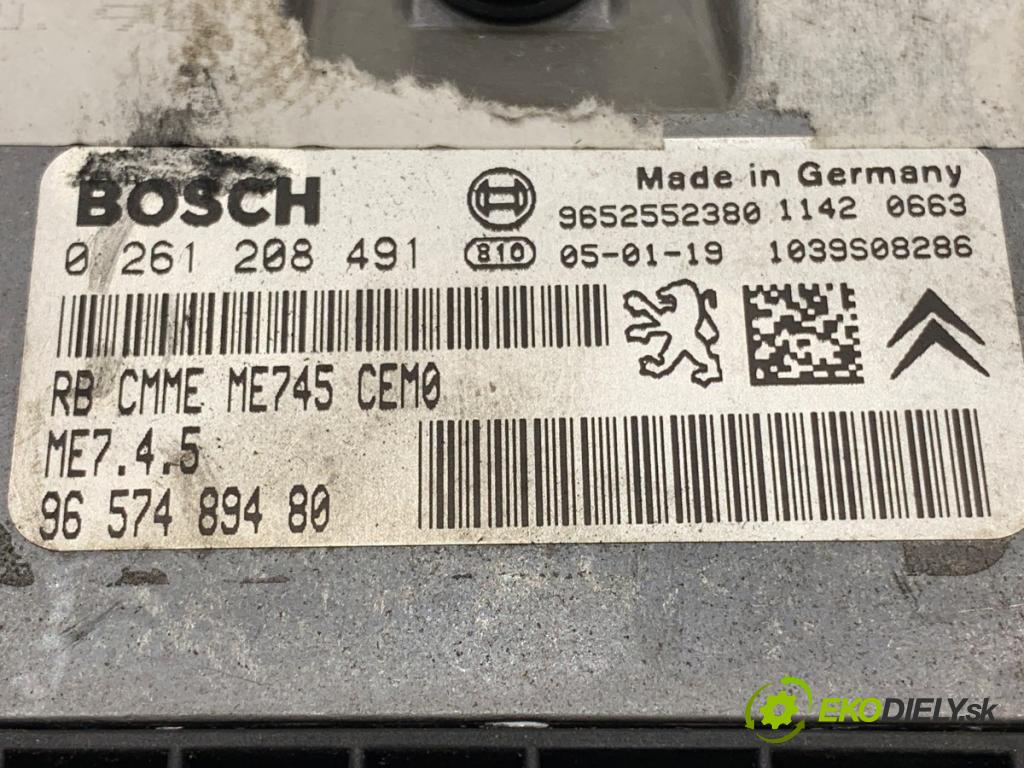 BOSCH
Made in Germany
9652552380 1142 0663
0 261 208 491
810
05-01-19
1039S08286
RB CMME ME745 CEM0
ME7.4.5
96 574 894 80
EKODIELY.sk